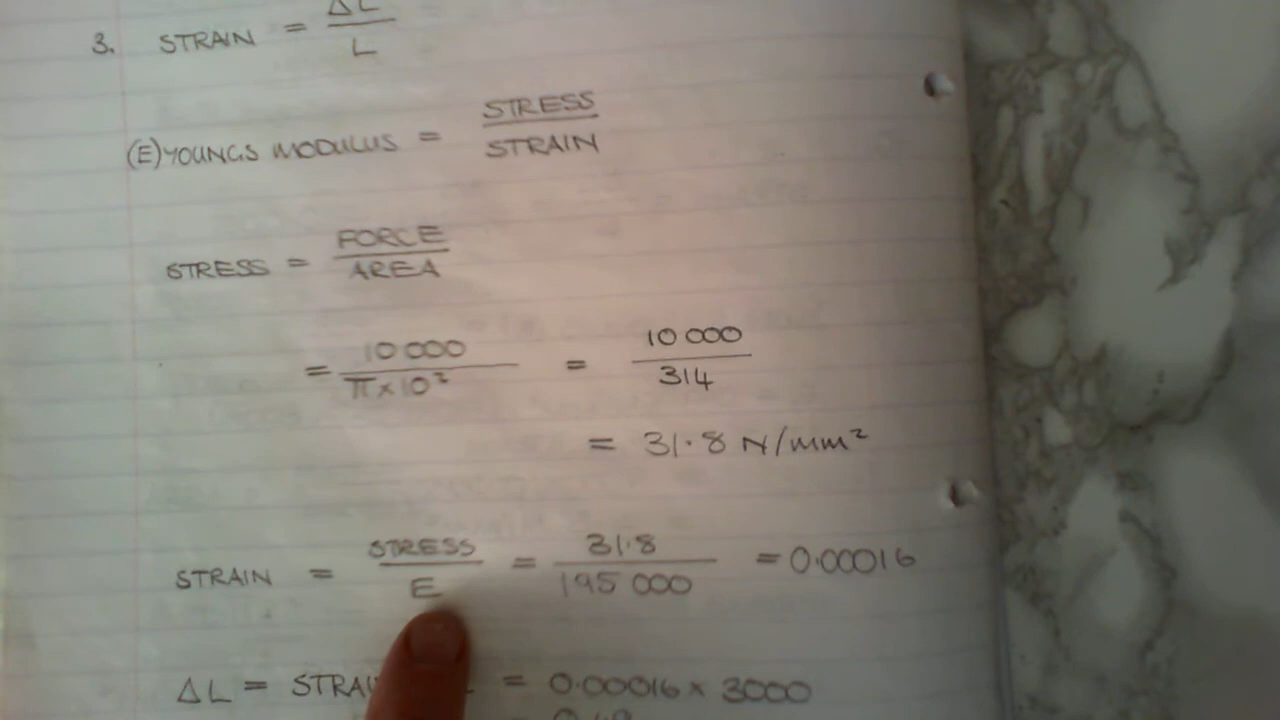 3. STRAIN = ΔL / L
(E) YOUNGS MODULUS = STRESS / STRAIN
STRESS = FORCE / AREA
= 10 000 / π × 10² = 10 000 / 314
= 31.8 N/mm²
STRAIN = STRESS / E = 31.8 / 195 000 = 0.00016
ΔL = = 0.00016 × 3000